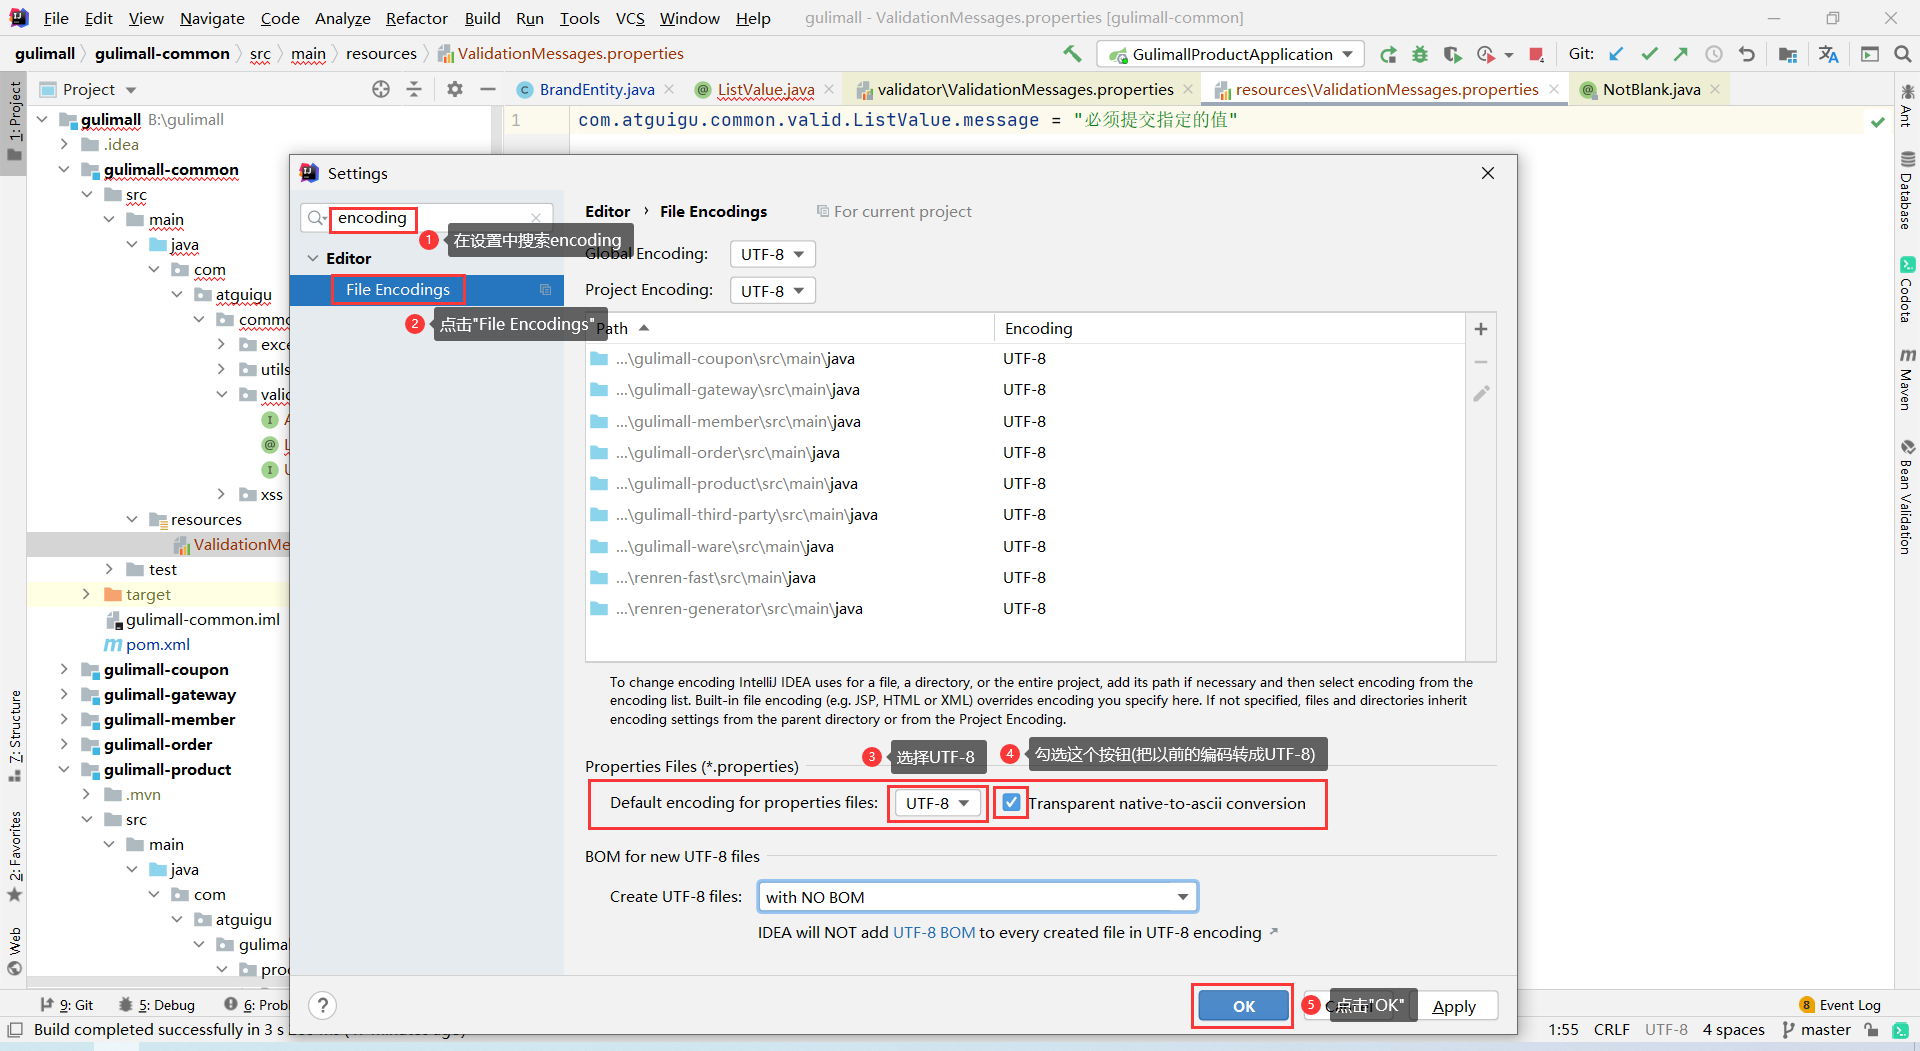 File Edit View Navigate Code Analyze Refactor Build Run Tools VCS Window Help gulimall - ValidationMessages.properties [gulimall-common]
gulimall gulimall-common src main resources ValidationMessages.properties GulimallProductApplication Git:
Project BrandEntity.java ListValue.java validator\ValidationMessages.properties resources\ValidationMessages.properties NotBlank.java
1: Project
7: Structure
2: Favorites
Web
gulimall B:\gulimall
.idea
gulimall-common
src
main
java
com
atguigu
commo
exce
utils
valid
A
L
U
xss
resources
ValidationMe
test
target
gulimall-common.iml
pom.xml
gulimall-coupon
gulimall-gateway
gulimall-member
gulimall-order
gulimall-product
.mvn
src
main
java
com
atguigu
gulima
prod
1 com.atguigu.common.valid.ListValue.message = "必须提交指定的值"
Settings
encoding
1 在设置中搜索encoding
Editor
File Encodings
2 点击"File Encodings"
Editor › File Encodings For current project
Global Encoding: UTF-8
Project Encoding: UTF-8
Path Encoding
...\gulimall-coupon\src\main\java UTF-8
...\gulimall-gateway\src\main\java UTF-8
...\gulimall-member\src\main\java UTF-8
...\gulimall-order\src\main\java UTF-8
...\gulimall-product\src\main\java UTF-8
...\gulimall-third-party\src\main\java UTF-8
...\gulimall-ware\src\main\java UTF-8
...\renren-fast\src\main\java UTF-8
...\renren-generator\src\main\java UTF-8
To change encoding IntelliJ IDEA uses for a file, a directory, or the entire project, add its path if necessary and then select encoding from the
encoding list. Built-in file encoding (e.g. JSP, HTML or XML) overrides encoding you specify here. If not specified, files and directories inherit
encoding settings from the parent directory or from the Project Encoding.
3 选择UTF-8 4 勾选这个按钮(把以前的编码转成UTF-8)
Properties Files (*.properties)
Default encoding for properties files: UTF-8 Transparent native-to-ascii conversion
BOM for new UTF-8 files
Create UTF-8 files: with NO BOM
IDEA will NOT add UTF-8 BOM to every created file in UTF-8 encoding
? OK 5 点击"OK" Apply
Ant
Database
Codota
Maven
Bean Validation
9: Git 5: Debug 6: Probl 8 Event Log
Build completed successfully in 3 s
1:55 CRLF UTF-8 4 spaces master